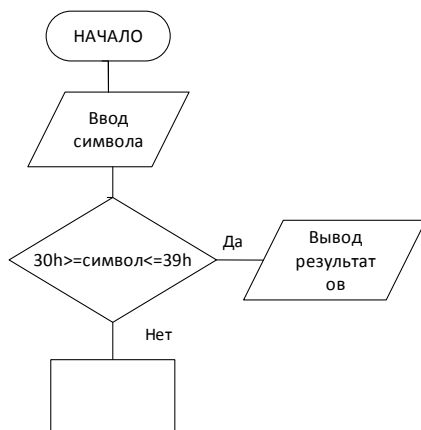 НАЧАЛО
Ввод
символа
30h>=символ<=39h
Да
Вывод
результат
ов
Нет